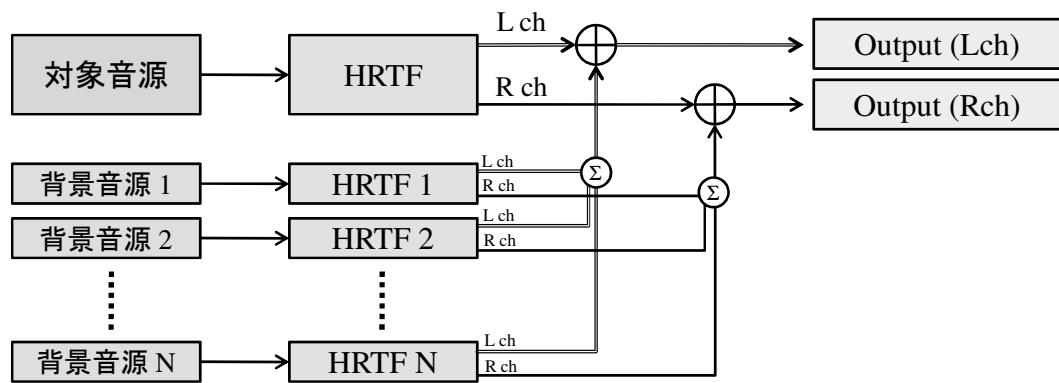 対象音源
HRTF
L ch
R ch
Output (Lch)
Output (Rch)
背景音源 1
HRTF 1
L ch
R ch
Σ
Σ
背景音源 2
HRTF 2
L ch
R ch
背景音源 N
HRTF N
L ch
R ch